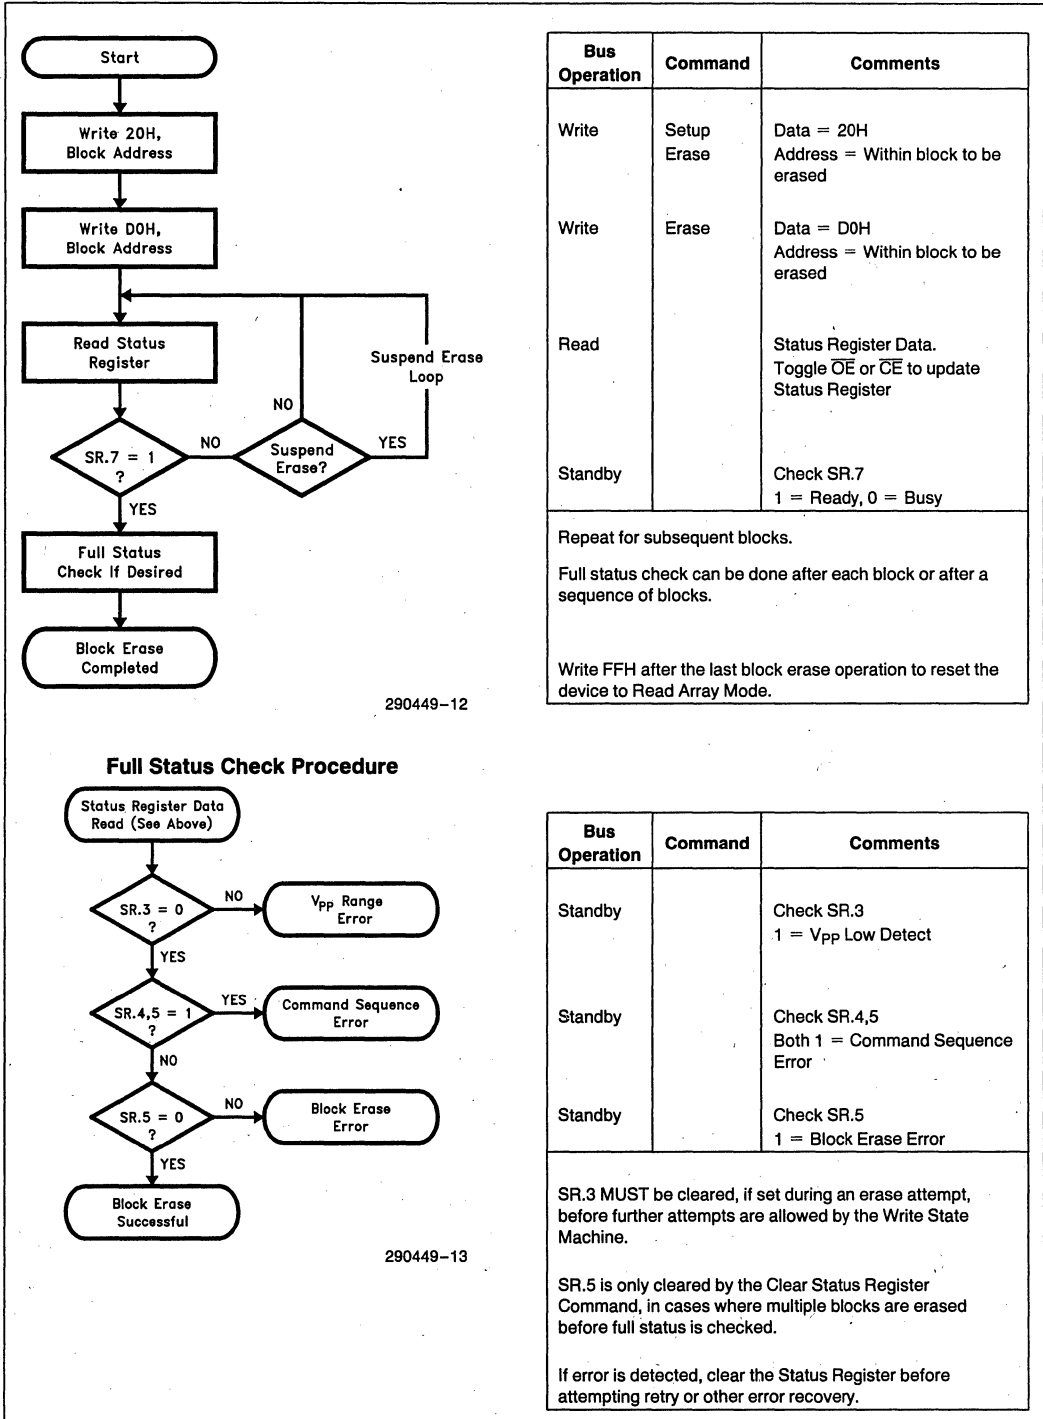 Start
Write 20H,
Block Address
Write D0H,
Block Address
Read Status
Register
Suspend Erase
Loop
NO
SR.7 = 1
?
NO
Suspend
Erase?
YES
YES
Full Status
Check If Desired
Block Erase
Completed
290449–12
Bus
Operation
Command
Comments
Write
Setup
Erase
Data = 20H
Address = Within block to be
erased
Write
Erase
Data = D0H
Address = Within block to be
erased
Read
Status Register Data.
Toggle O̅E̅ or C̅E̅ to update
Status Register
Standby
Check SR.7
1 = Ready, 0 = Busy
Repeat for subsequent blocks.
Full status check can be done after each block or after a
sequence of blocks.
Write FFH after the last block erase operation to reset the
device to Read Array Mode.
Full Status Check Procedure
Status Register Data
Read (See Above)
SR.3 = 0
?
NO
VPP Range
Error
YES
SR.4,5 = 1
?
YES
Command Sequence
Error
NO
SR.5 = 0
?
NO
Block Erase
Error
YES
Block Erase
Successful
290449–13
Bus
Operation
Command
Comments
Standby
Check SR.3
1 = VPP Low Detect
Standby
Check SR.4,5
Both 1 = Command Sequence
Error
Standby
Check SR.5
1 = Block Erase Error
SR.3 MUST be cleared, if set during an erase attempt,
before further attempts are allowed by the Write State
Machine.
SR.5 is only cleared by the Clear Status Register
Command, in cases where multiple blocks are erased
before full status is checked.
If error is detected, clear the Status Register before
attempting retry or other error recovery.